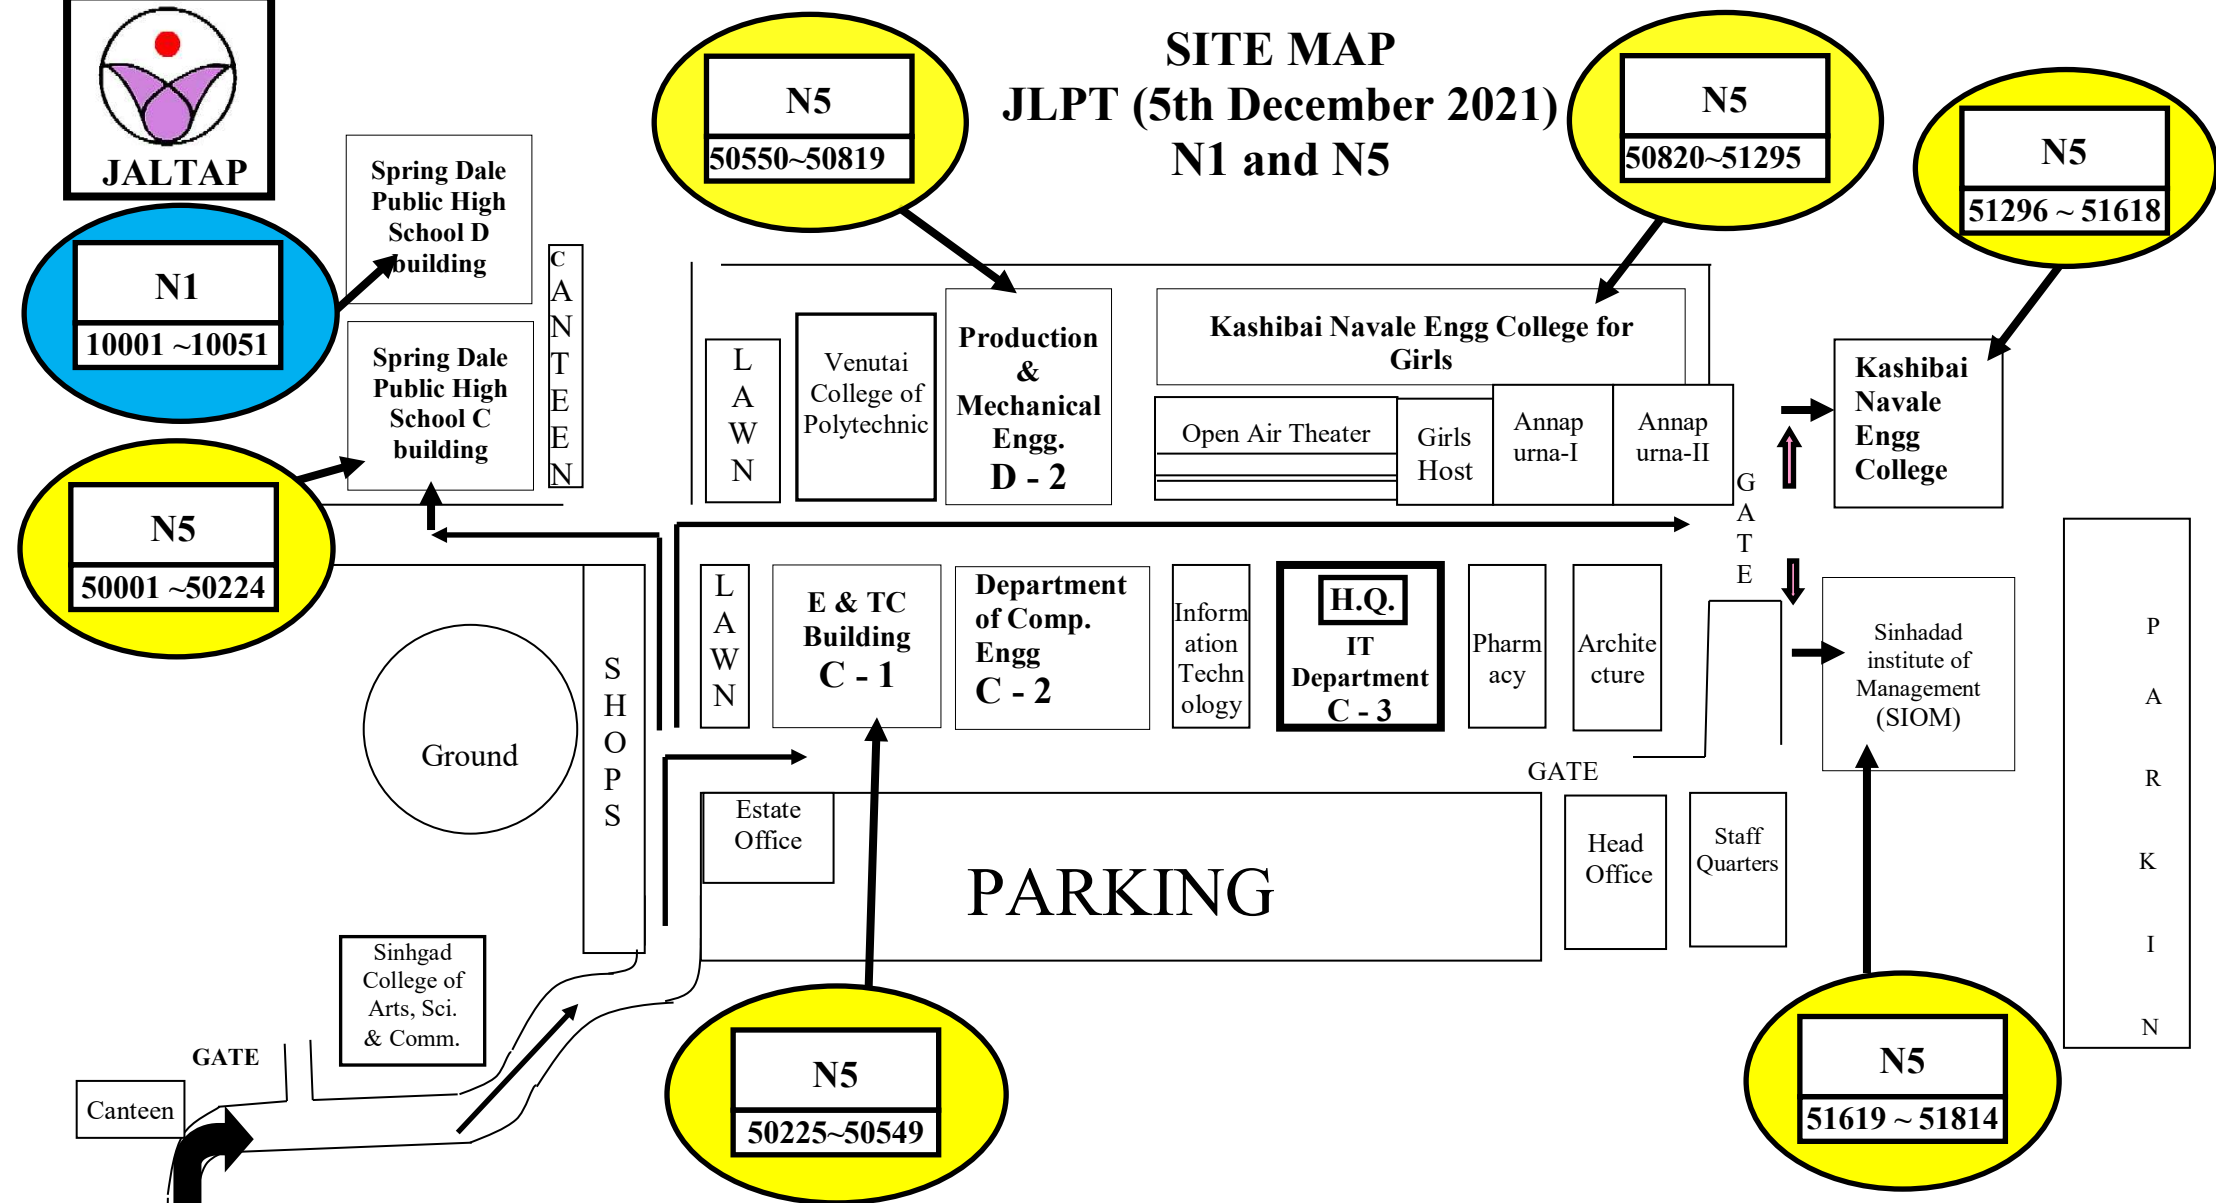 SITE MAP
JLPT (5th December 2021)
N1 and N5
JALTAP
N1
10001 ~10051
N5
50001 ~50224
N5
50550~50819
N5
50820~51295
N5
51296 ~ 51618
Spring Dale
Public High
School D
building
Spring Dale
Public High
School C
building
CANTEEN
LAWN
Venutai
College of
Polytechnic
Production
&
Mechanical
Engg.
D - 2
Kashibai Navale Engg College for
Girls
Open Air Theater
Girls
Host
Annap
urna-I
Annap
urna-II
GATE
Kashibai
Navale
Engg
College
SHOPS
Ground
LAWN
E & TC
Building
C - 1
Department
of Comp.
Engg
C - 2
Inform
ation
Techn
ology
H.Q.
IT
Department
C - 3
Pharm
acy
Archite
cture
Sinhadad
institute of
Management
(SIOM)
PARKIN
GATE
Estate
Office
PARKING
Head
Office
Staff
Quarters
Sinhgad
College of
Arts, Sci.
& Comm.
GATE
Canteen
N5
50225~50549
N5
51619 ~ 51814